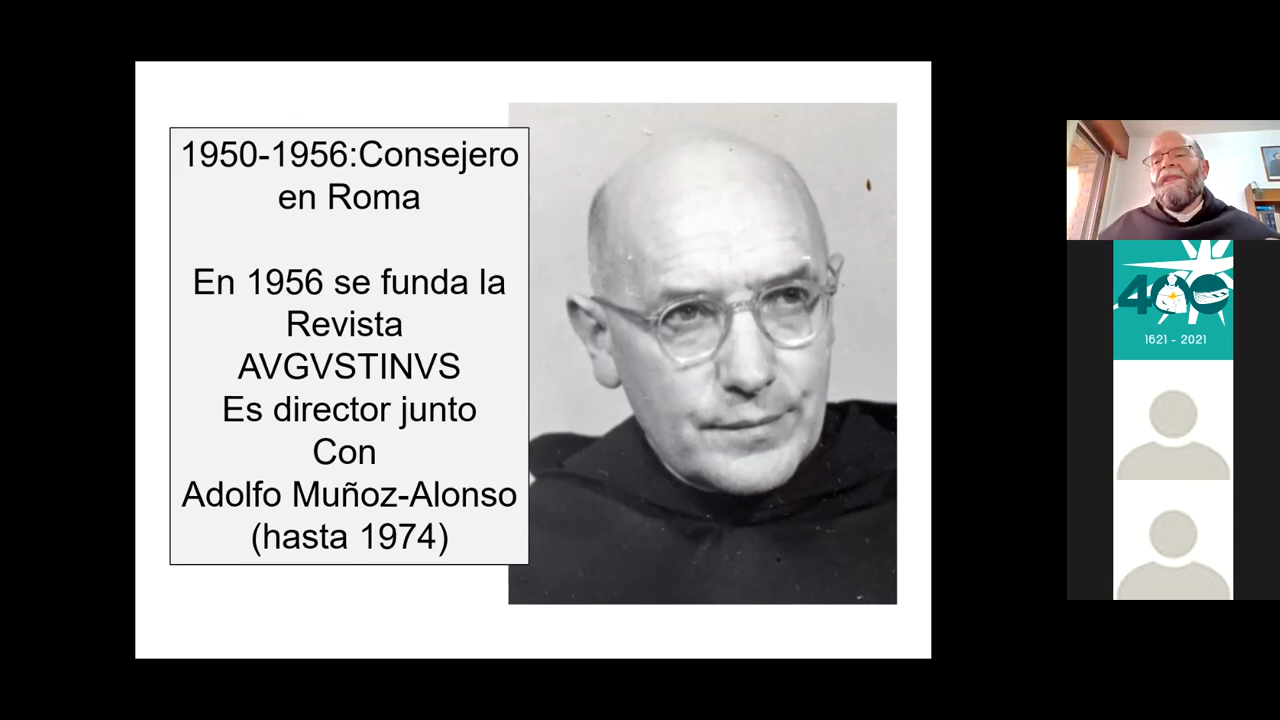 1950-1956:Consejero
en Roma
En 1956 se funda la
Revista
AVGVSTINVS
Es director junto
Con
Adolfo Muñoz-Alonso
(hasta 1974)
400
1621 - 2021